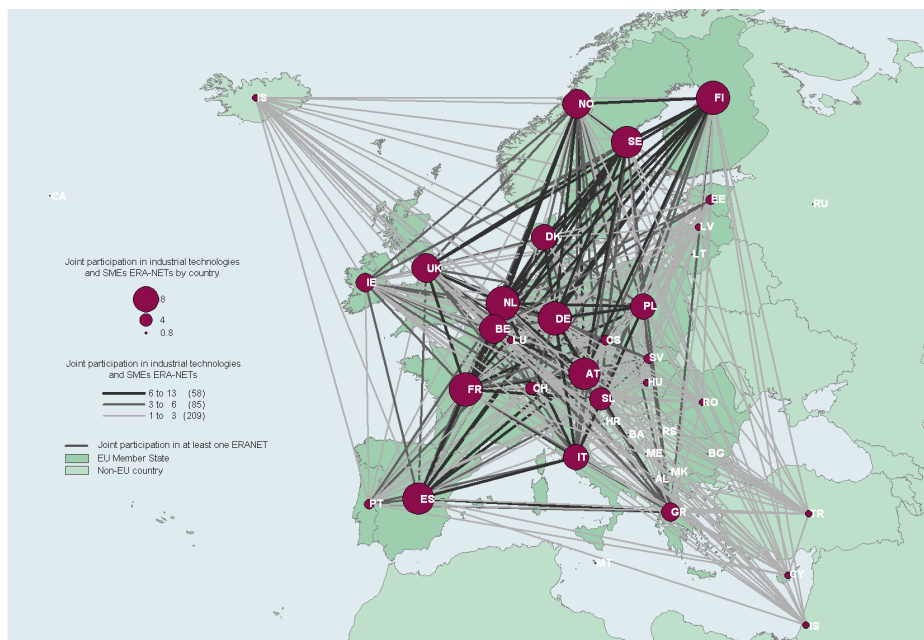 IS
NO
FI
SE
CA
EE
RU
LV
DK
LT
Joint participation in industrial technologies
and SMEs ERA-NETs by country
UK
IE
8
NL
PL
4
DE
BE
0.8
LU
CS
SV
Joint participation in industrial technologies
and SMEs ERA-NETs
AT
HU
FR
CH
6 to 13 (58)
SL
RO
3 to 6 (85)
1 to 3 (209)
HR
BA
RS
Joint participation in at least one ERANET
EU Member State
IT
ME
BG
Non-EU country
MK
AL
ES
PT
GR
TR
MT
CY
IS